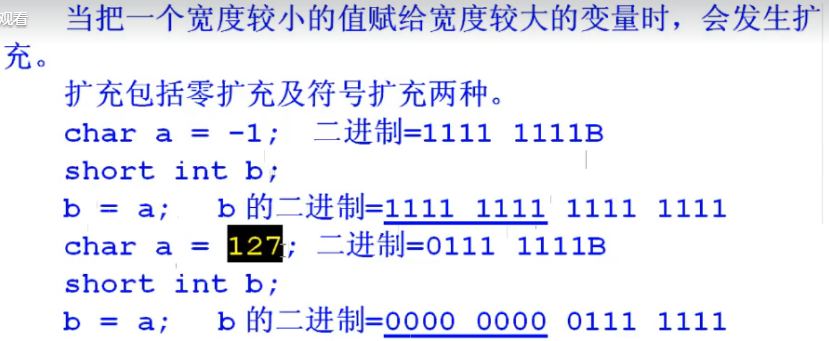 观看
当把一个宽度较小的值赋给宽度较大的变量时，会发生扩
充。
扩充包括零扩充及符号扩充两种。
char a = -1; 二进制=1111 1111B
short int b;
b = a; b的二进制=1111 1111 1111 1111
char a = 127; 二进制=0111 1111B
short int b;
b = a; b的二进制=0000 0000 0111 1111